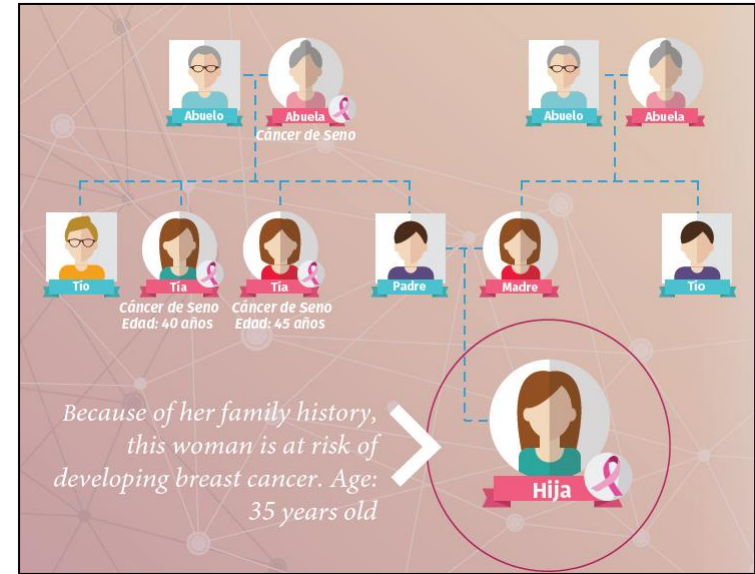 Abuelo
Abuela
Cáncer de Seno
Abuelo
Abuela
Tío
Tía
Cáncer de Seno
Edad: 40 años
Tía
Cáncer de Seno
Edad: 45 años
Padre
Madre
Tío
Because of her family history,
this woman is at risk of
developing breast cancer. Age:
35 years old
Hija